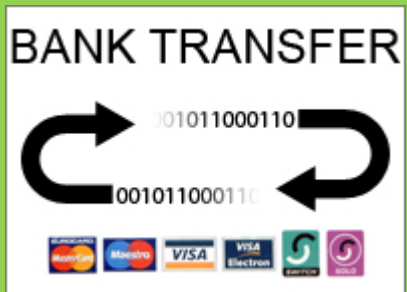 BANK TRANSFER
001011000110
001011000110
EUROCARD
MasterCard
Maestro
VISA
VISA
Electron
SWITCH
SOLO